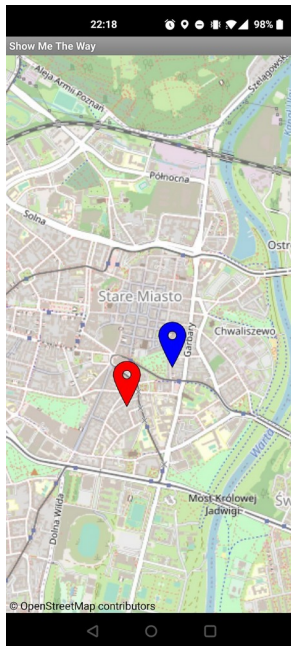 22:18
98%
Show Me The Way
Aleja Armii Poznań
Szelągowska
Północna
Solna
Ostr
Stare Miasto
Garbary
Chwaliszewo
Warta
Dolna Wilda
Most Królowej
Jadwigi
Św
© OpenStreetMap contributors